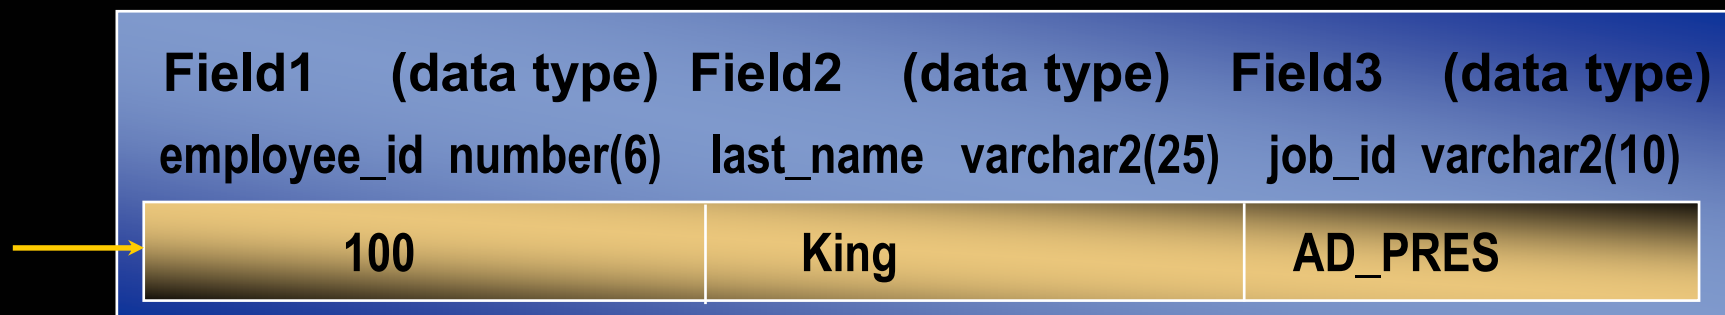 Field1 (data type) Field2 (data type) Field3 (data type)
employee_id number(6) last_name varchar2(25) job_id varchar2(10)
100 King AD_PRES